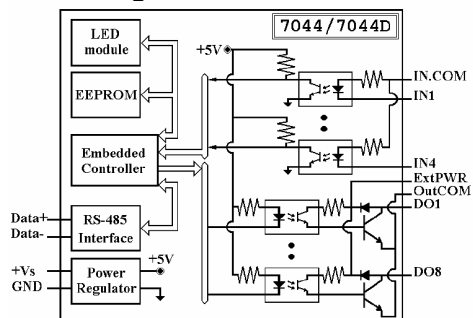 7044/7044D
LED
module
EEPROM
Embedded
Controller
RS-485
Interface
Power
Regulator
+5V
+5V
Data+
Data-
+Vs
GND
IN.COM
IN1
IN4
ExtPWR
OutCOM
DO1
DO8